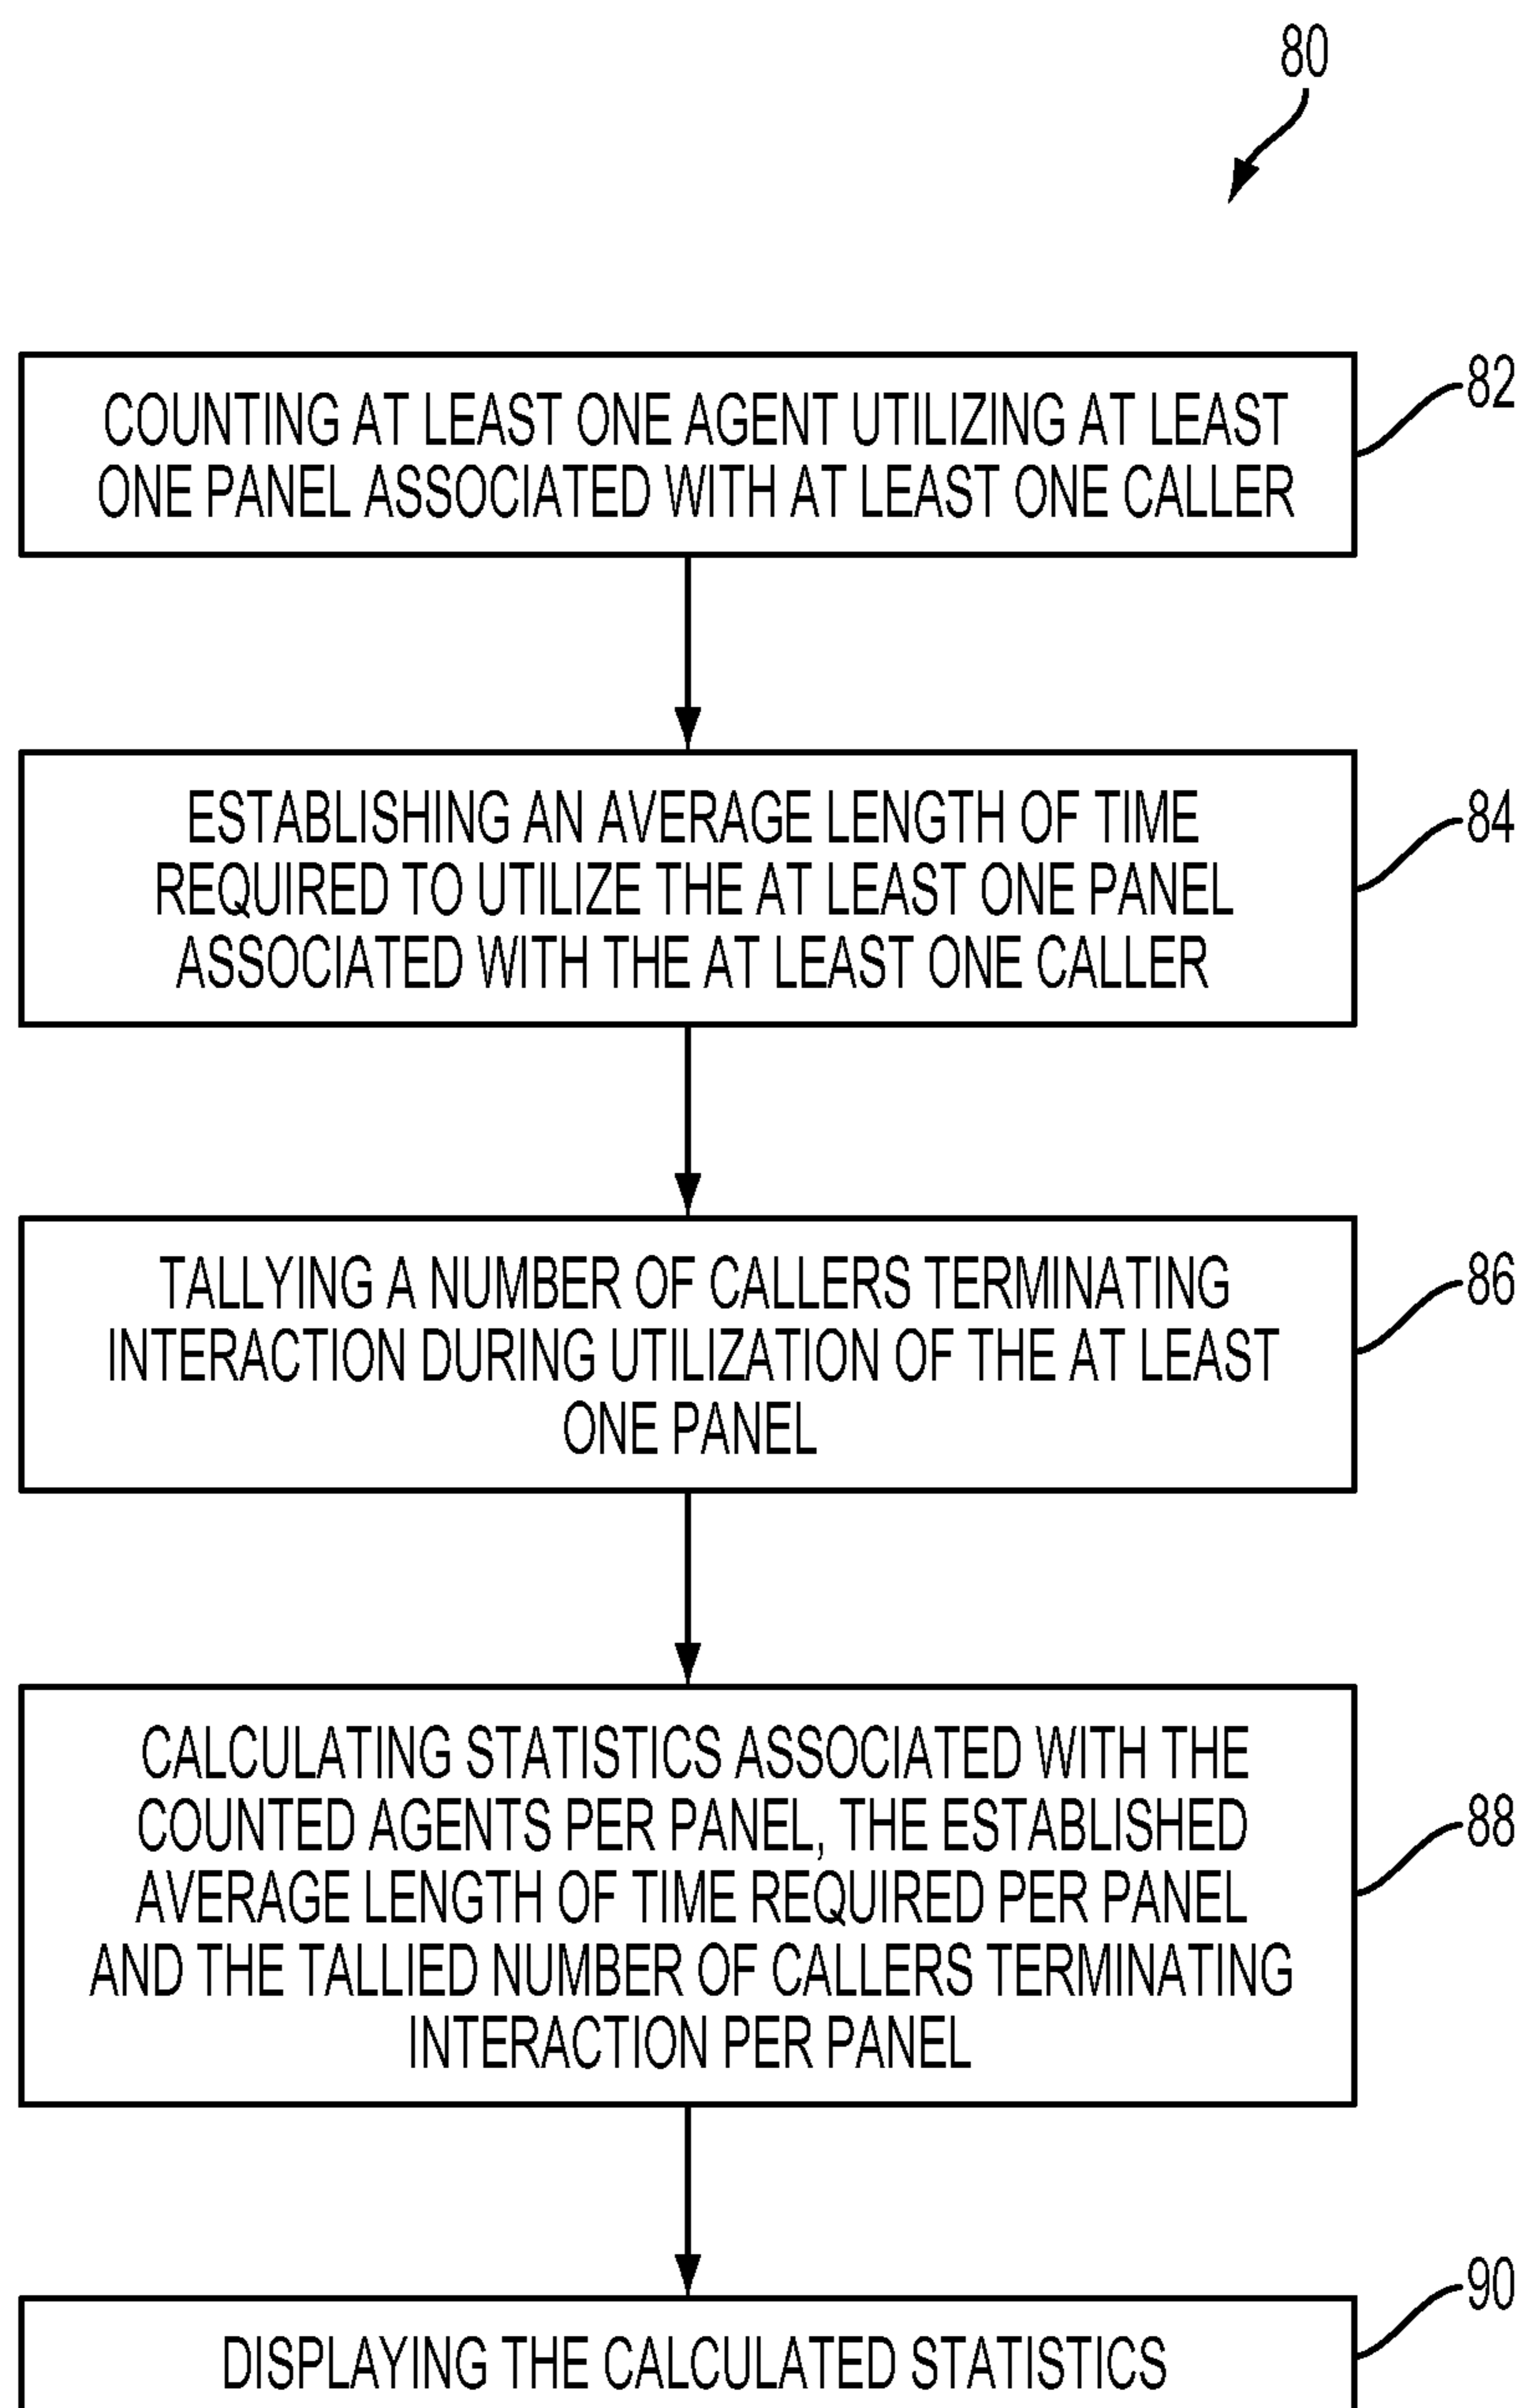 80
COUNTING AT LEAST ONE AGENT UTILIZING AT LEAST
ONE PANEL ASSOCIATED WITH AT LEAST ONE CALLER
82
ESTABLISHING AN AVERAGE LENGTH OF TIME
REQUIRED TO UTILIZE THE AT LEAST ONE PANEL
ASSOCIATED WITH THE AT LEAST ONE CALLER
84
TALLYING A NUMBER OF CALLERS TERMINATING
INTERACTION DURING UTILIZATION OF THE AT LEAST
ONE PANEL
86
CALCULATING STATISTICS ASSOCIATED WITH THE
COUNTED AGENTS PER PANEL, THE ESTABLISHED
AVERAGE LENGTH OF TIME REQUIRED PER PANEL
AND THE TALLIED NUMBER OF CALLERS TERMINATING
INTERACTION PER PANEL
88
DISPLAYING THE CALCULATED STATISTICS
90